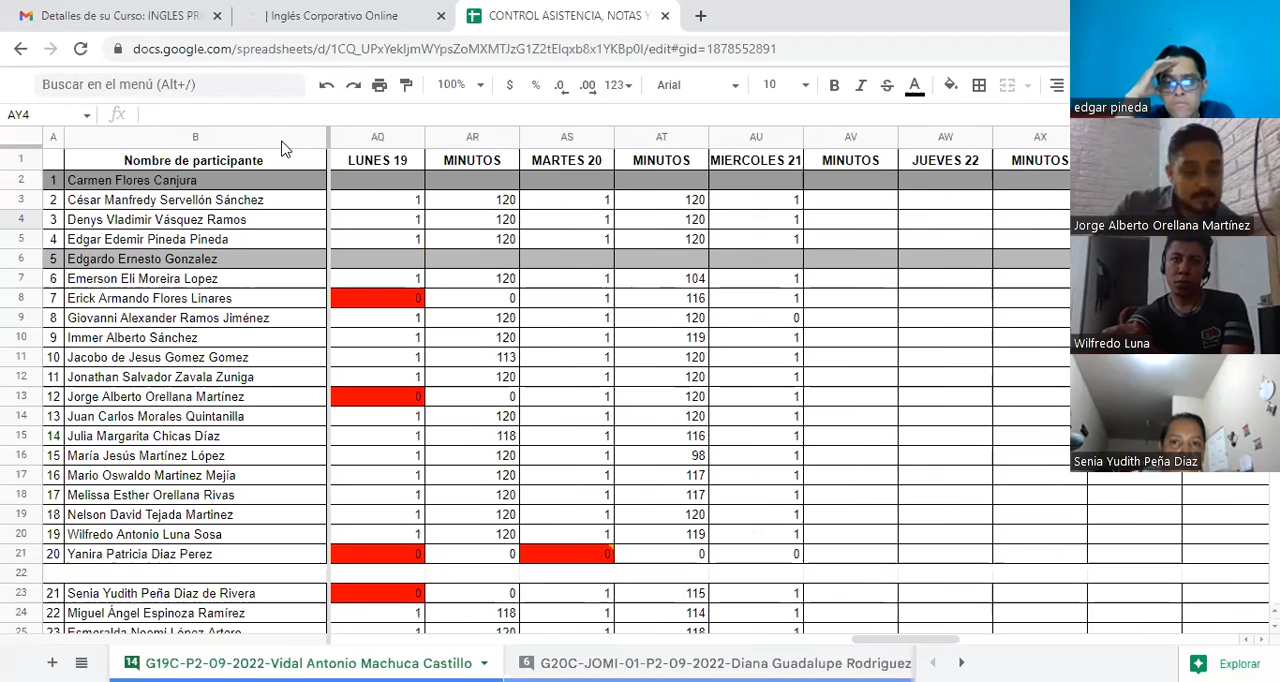 Detalles de su Curso: INGLES PR
| Inglés Corporativo Online
CONTROL ASISTENCIA, NOTAS Y
docs.google.com/spreadsheets/d/1CQ_UPxYekIjmWYpsZoMXMTJzG1Z2tElqxb8x1YKBp0I/edit#gid=1878552891
Buscar en el menú (Alt+/) 100% $ % .0 .00 123 Arial 10 B I S A
AY4 fx
A B AQ AR AS AT AU AV AW AX
1 Nombre de participante LUNES 19 MINUTOS MARTES 20 MINUTOS MIERCOLES 21 MINUTOS JUEVES 22 MINUTOS
2 1 Carmen Flores Canjura
3 2 César Manfredy Servellón Sánchez 1 120 1 120 1
4 3 Denys Vladimir Vásquez Ramos 1 120 1 120 1
5 4 Edgar Edemir Pineda Pineda 1 120 1 120 1
6 5 Edgardo Ernesto Gonzalez
7 6 Emerson Eli Moreira Lopez 1 120 1 104 1
8 7 Erick Armando Flores Linares 0 0 1 116 1
9 8 Giovanni Alexander Ramos Jiménez 1 120 1 120 0
10 9 Immer Alberto Sánchez 1 120 1 119 1
11 10 Jacobo de Jesus Gomez Gomez 1 113 1 120 1
12 11 Jonathan Salvador Zavala Zuniga 1 120 1 120 1
13 12 Jorge Alberto Orellana Martínez 0 0 1 120 1
14 13 Juan Carlos Morales Quintanilla 1 120 1 120 1
15 14 Julia Margarita Chicas Díaz 1 118 1 116 1
16 15 María Jesús Martínez López 1 120 1 98 1
17 16 Mario Oswaldo Martinez Mejía 1 120 1 117 1
18 17 Melissa Esther Orellana Rivas 1 120 1 117 1
19 18 Nelson David Tejada Martinez 1 120 1 120 1
20 19 Wilfredo Antonio Luna Sosa 1 120 1 119 1
21 20 Yanira Patricia Diaz Perez 0 0 0 0 0
22
23 21 Senia Yudith Peña Diaz de Rivera 0 0 1 115 1
24 22 Miguel Ángel Espinoza Ramírez 1 118 1 114 1
25 23 Esmeralda Noemi López Artero 1 120 1 118 1
14 G19C-P2-09-2022-Vidal Antonio Machuca Castillo
6 G20C-JOMI-01-P2-09-2022-Diana Guadalupe Rodriguez
Explorar
edgar pineda
Jorge Alberto Orellana Martínez
Wilfredo Luna
Senia Yudith Peña Diaz